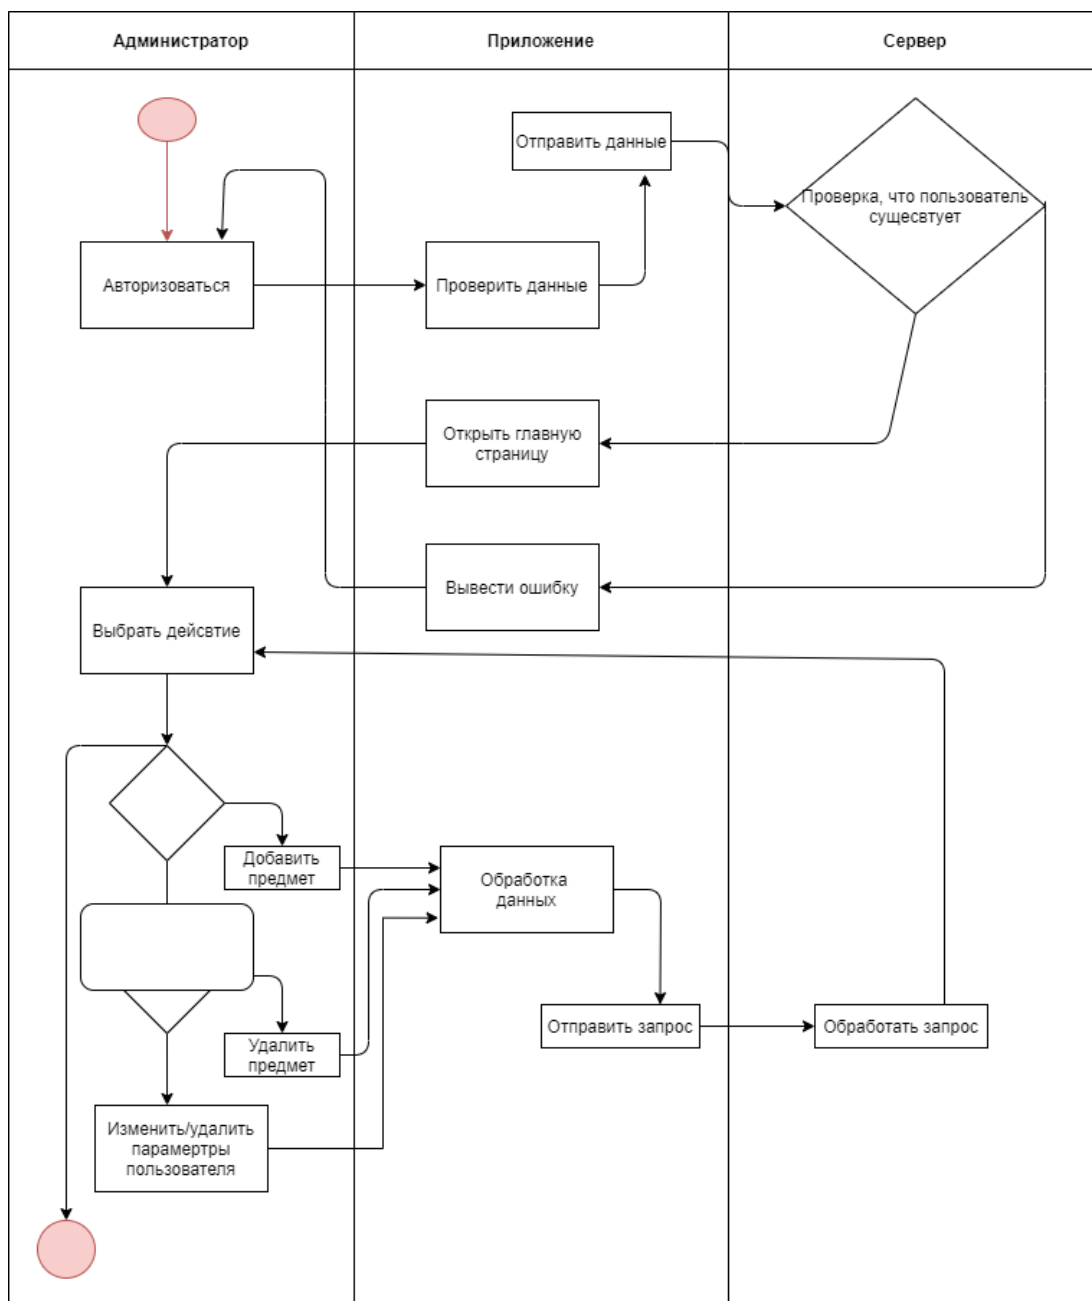 Администратор
Приложение
Сервер
Отправить данные
Проверка, что пользователь
сущесвтует
Авторизоваться
Проверить данные
Открыть главную
страницу
Вывести ошибку
Выбрать дейсвтие
Добавить
предмет
Обработка
данных
Отправить запрос
Обработать запрос
Удалить
предмет
Изменить/удалить
парамертры
пользователя